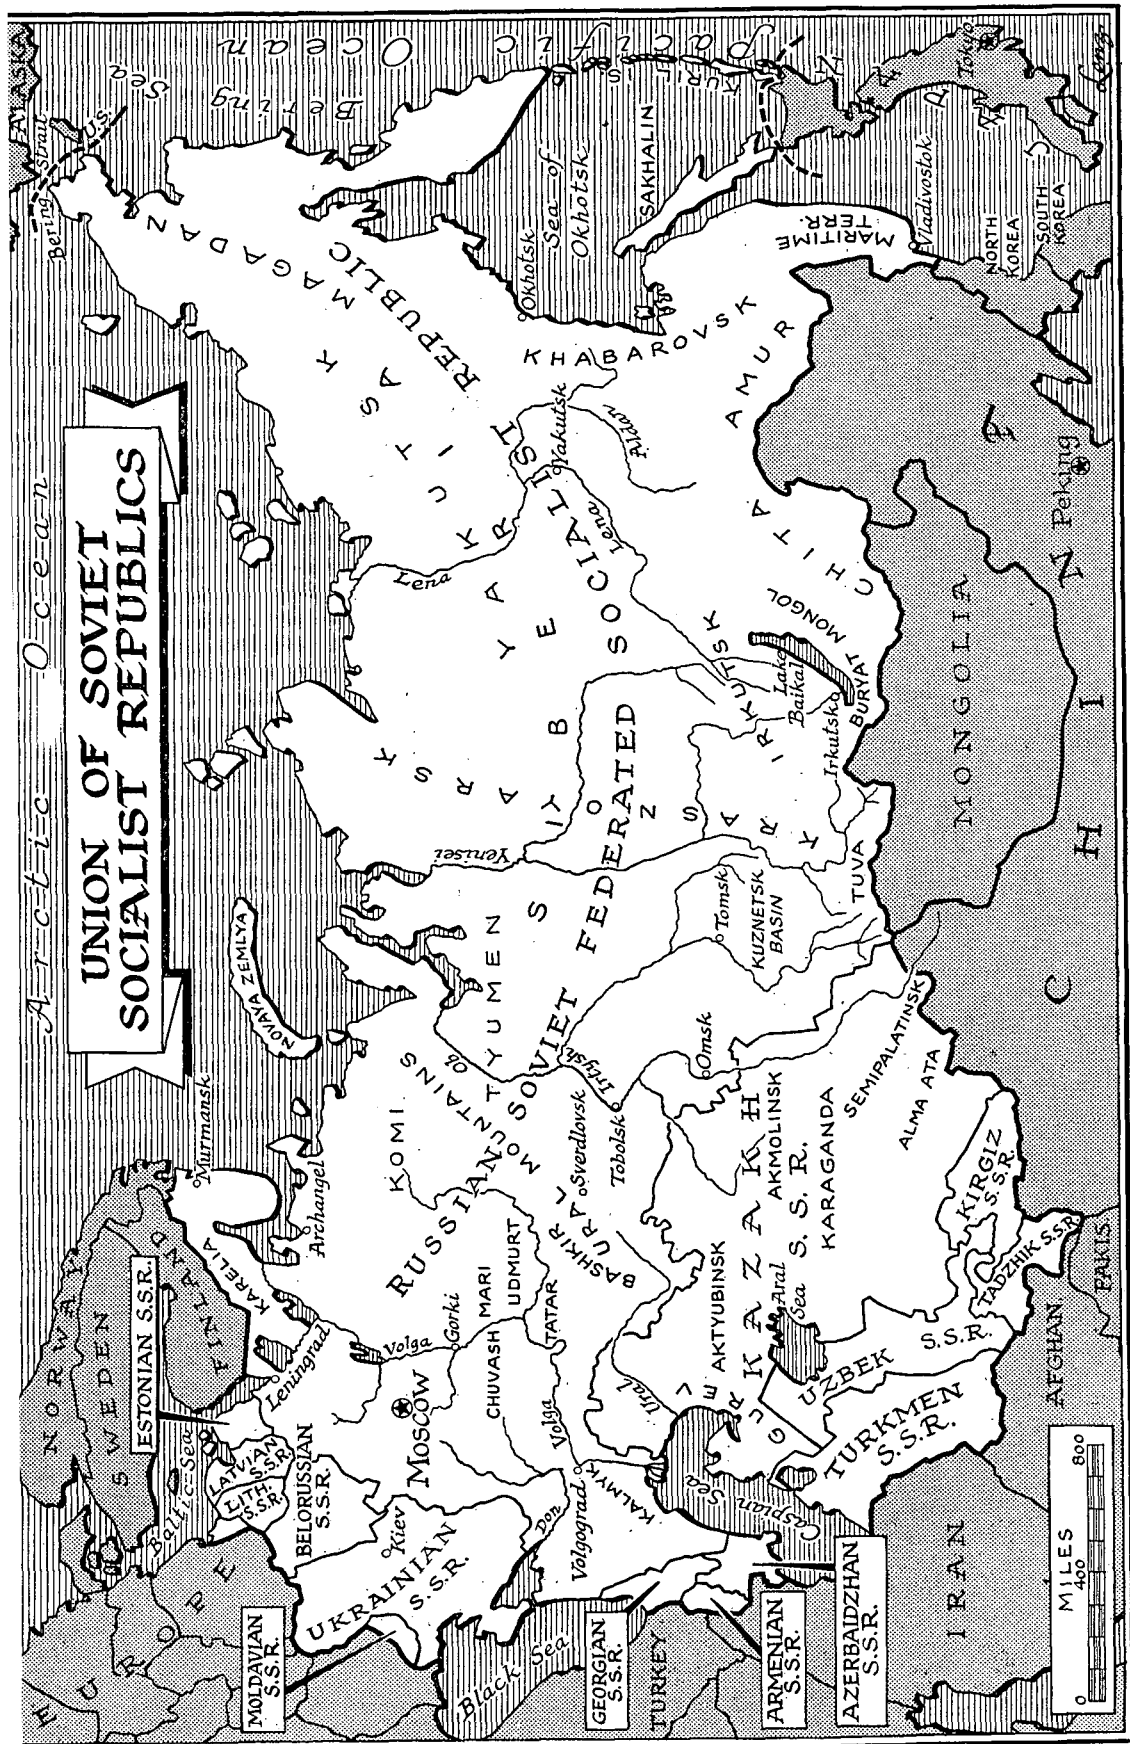 UNION OF SOVIET
SOCIALIST REPUBLICS
Arctic Ocean
ALASKA
Bering Strait
U.S.
Bering
Sea
Pacific
Ocean
NORWAY
SWEDEN
FINLAND
EUROPE
Baltic Sea
ESTONIAN S.S.R.
LATVIAN
S.S.R.
LITH.
S.S.R.
BELORUSSIAN
S.S.R.
MOLDAVIAN
S.S.R.
UKRAINIAN
S.S.R.
Kiev
Black Sea
GEORGIAN
S.S.R.
TURKEY
ARMENIAN
S.S.R.
AZERBAIDZHAN
S.S.R.
IRAN
AFGHAN.
PAKIS.
Murmansk
KARELIA
Leningrad
Archangel
NOVAYA ZEMLYA
MOSCOW
Volga
Gorki
CHUVASH
MARI
UDMURT
TATAR
BASHKIR
KOMI
URAL
MOUNTAINS
RUSSIAN SOVIET FEDERATED SOCIALIST REPUBLIC
Volga
Don
Volgograd
KALMYK
Caspian
Sea
Ural
GURLEV
AKTYUBINSK
KAZAKH
S.S.R.
Aral
Sea
AKMOLINSK
KARAGANDA
SEMIPALATINSK
ALMA ATA
UZBEK
S.S.R.
TURKMEN
S.S.R.
KIRGIZ
S.S.R.
TADZHIK S.S.R.
Sverdlovsk
Tobolsk
Irtysh
Ob
TYUMEN
Omsk
Tomsk
KUZNETSK
BASIN
Yenisei
KRASNOYARSK
SIBERIA
TUVA
IRKUTSK
Irkutsk
Lake
Baikal
BURYAT
MONGOL
CHITA
AMUR
Lena
Lena
Yakutsk
Aldan
YAKUTSK
MAGADAN
KHABAROVSK
Okhotsk
Sea of
Okhotsk
SAKHALIN
KURILS
MARITIME
TERR.
Vladivostok
NORTH
KOREA
SOUTH
KOREA
JAPAN
Tokyo
MONGOLIA
CHINA
Peking
MILES
0 400 800
Lenz.